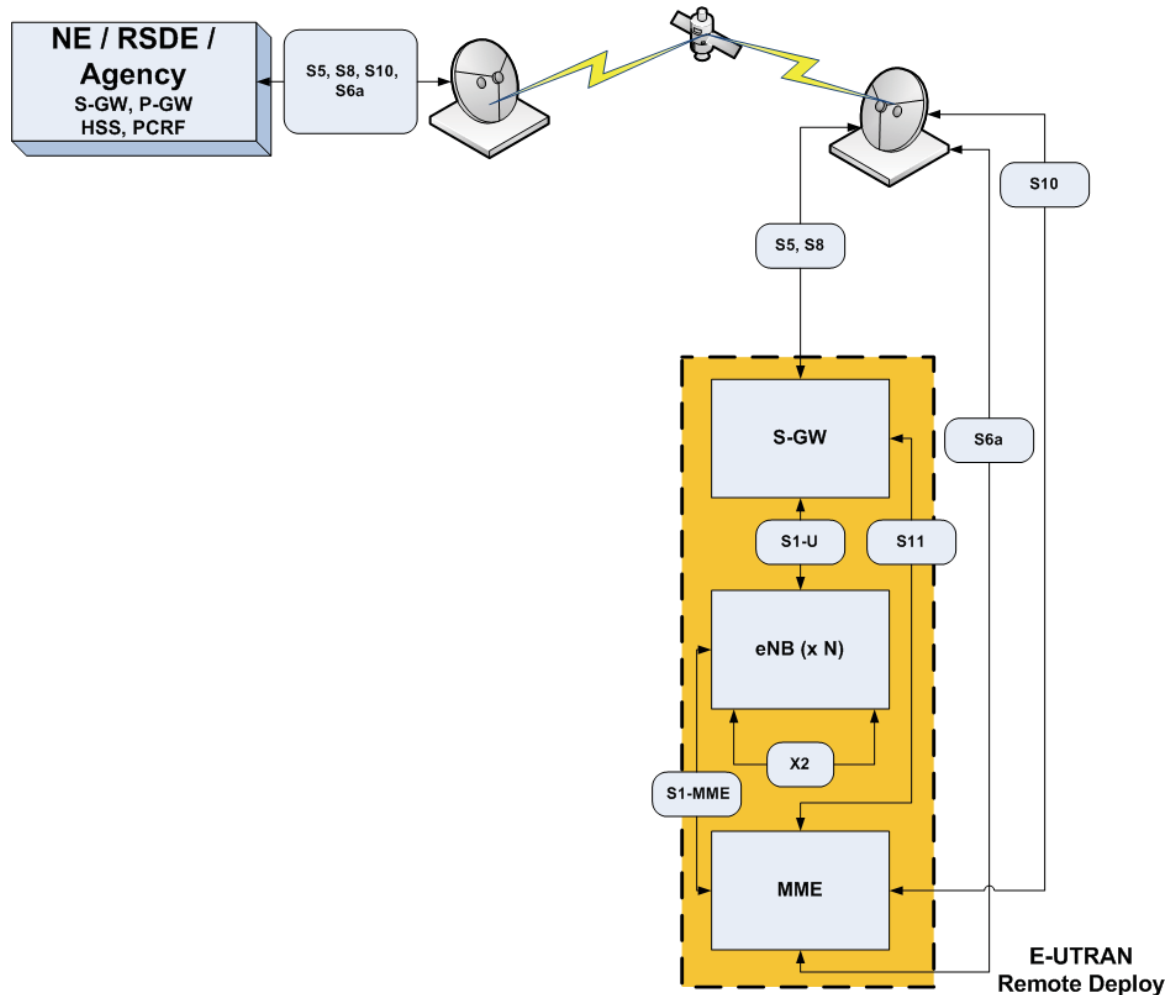 NE / RSDE /
Agency
S-GW, P-GW
HSS, PCRF
S5, S8, S10,
S6a
S10
S5, S8
S6a
S-GW
S1-U
S11
eNB (x N)
X2
S1-MME
MME
E-UTRAN
Remote Deploy